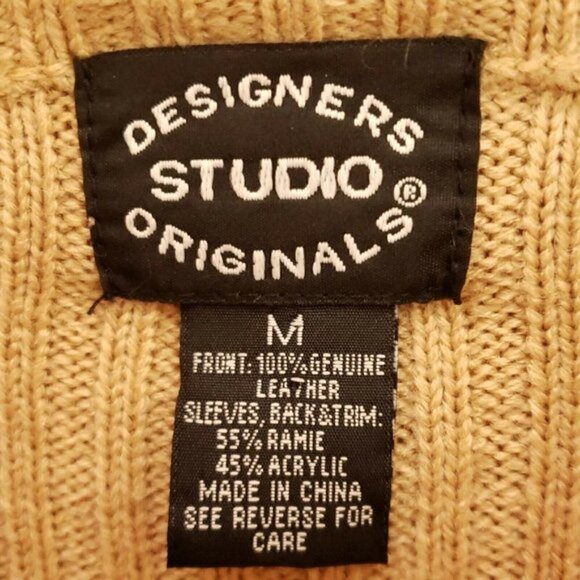 DESIGNERS
STUDIO
ORIGINALS®
M
FRONT: 100% GENUINE
LEATHER
SLEEVES, BACK&TRIM:
55% RAMIE
45% ACRYLIC
MADE IN CHINA
SEE REVERSE FOR
CARE